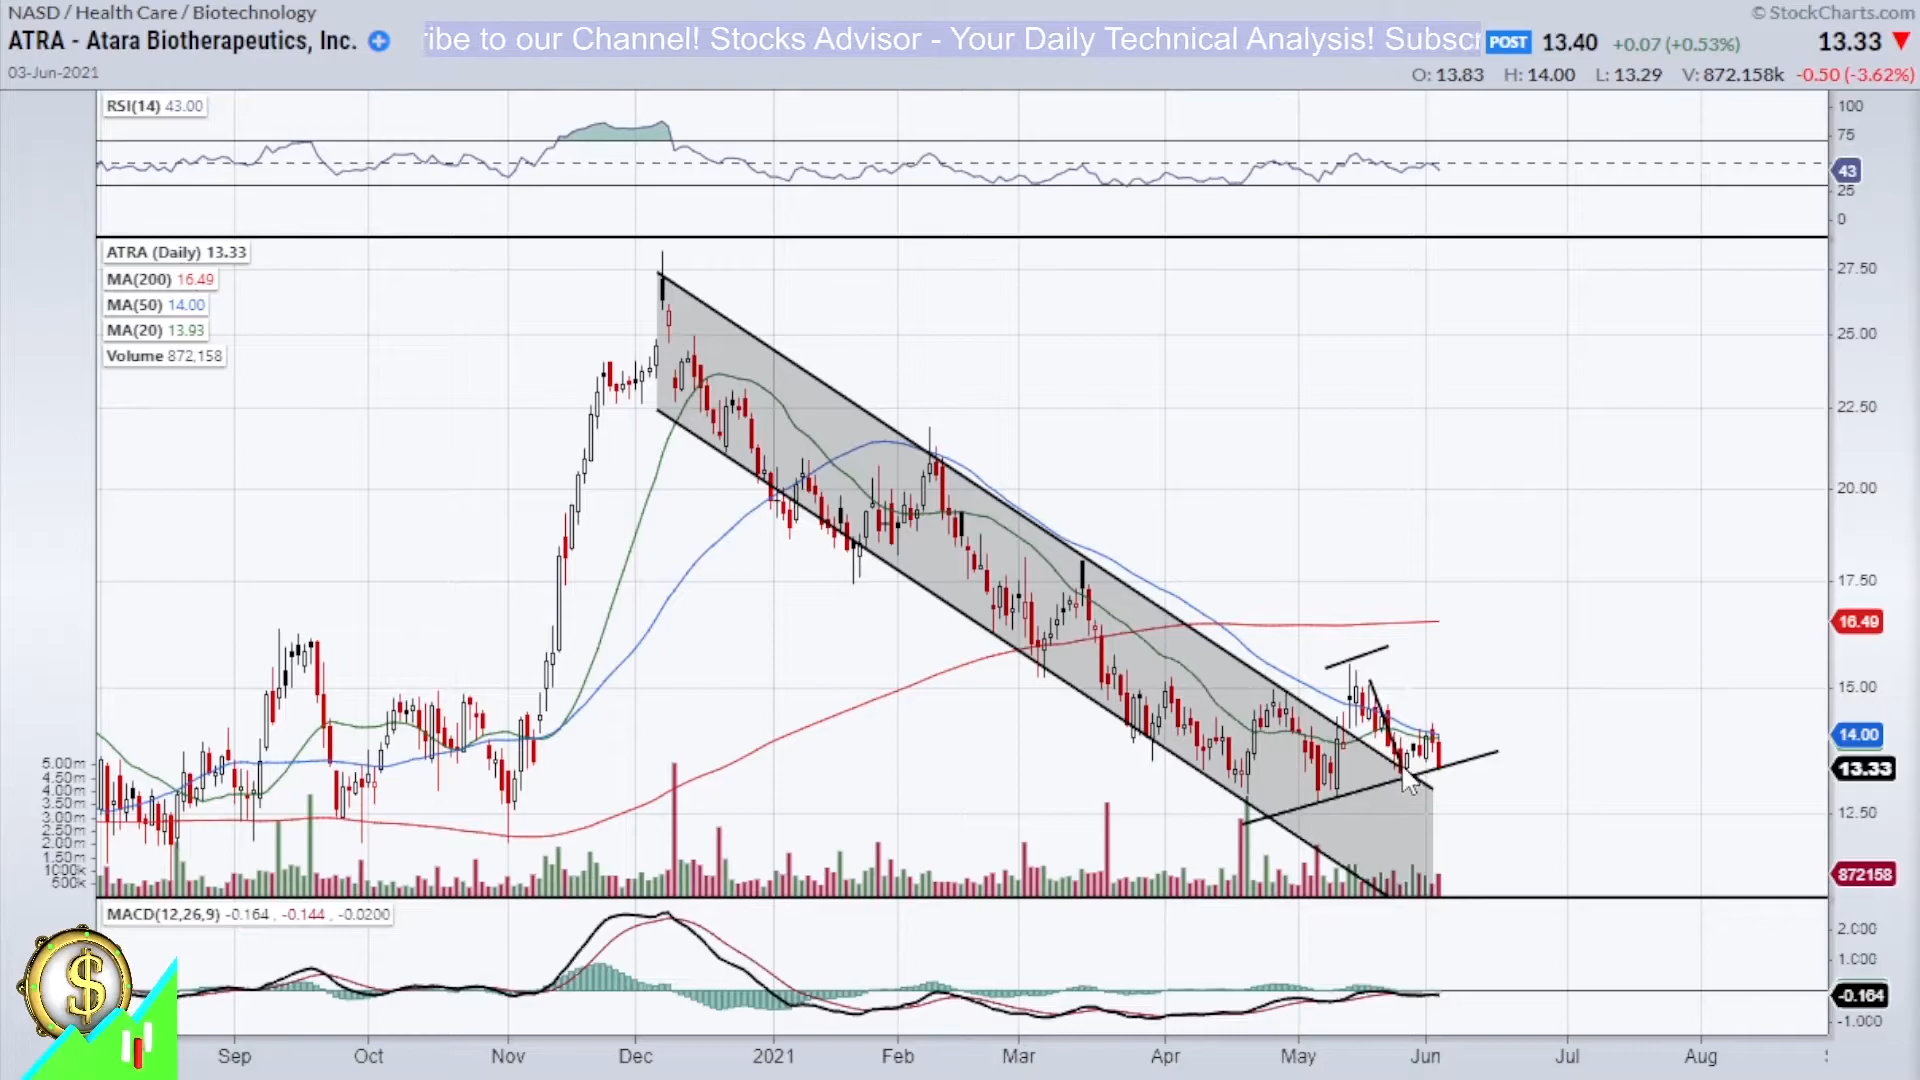 NASD / Health Care / Biotechnology
© StockCharts.com
ATRA - Atara Biotherapeutics, Inc.
ribe to our Channel! Stocks Advisor - Your Daily Technical Analysis! Subscr
POST 13.40 +0.07 (+0.53%) 13.33
03-Jun-2021
O: 13.83 H: 14.00 L: 13.29 V: 872.158k -0.50 (-3.62%)
RSI(14) 43.00
100
75
43
25
0
ATRA (Daily) 13.33
MA(200) 16.49
MA(50) 14.00
MA(20) 13.93
Volume 872,158
27.50
25.00
22.50
20.00
17.50
16.49
15.00
14.00
13.33
12.50
872158
5.00m
4.50m
4.00m
3.50m
3.00m
2.50m
2.00m
1.50m
1000k
500k
MACD(12,26,9) -0.164, -0.144, -0.0200
2.000
1.000
-0.164
-1.000
$
Sep Oct Nov Dec 2021 Feb Mar Apr May Jun Jul Aug